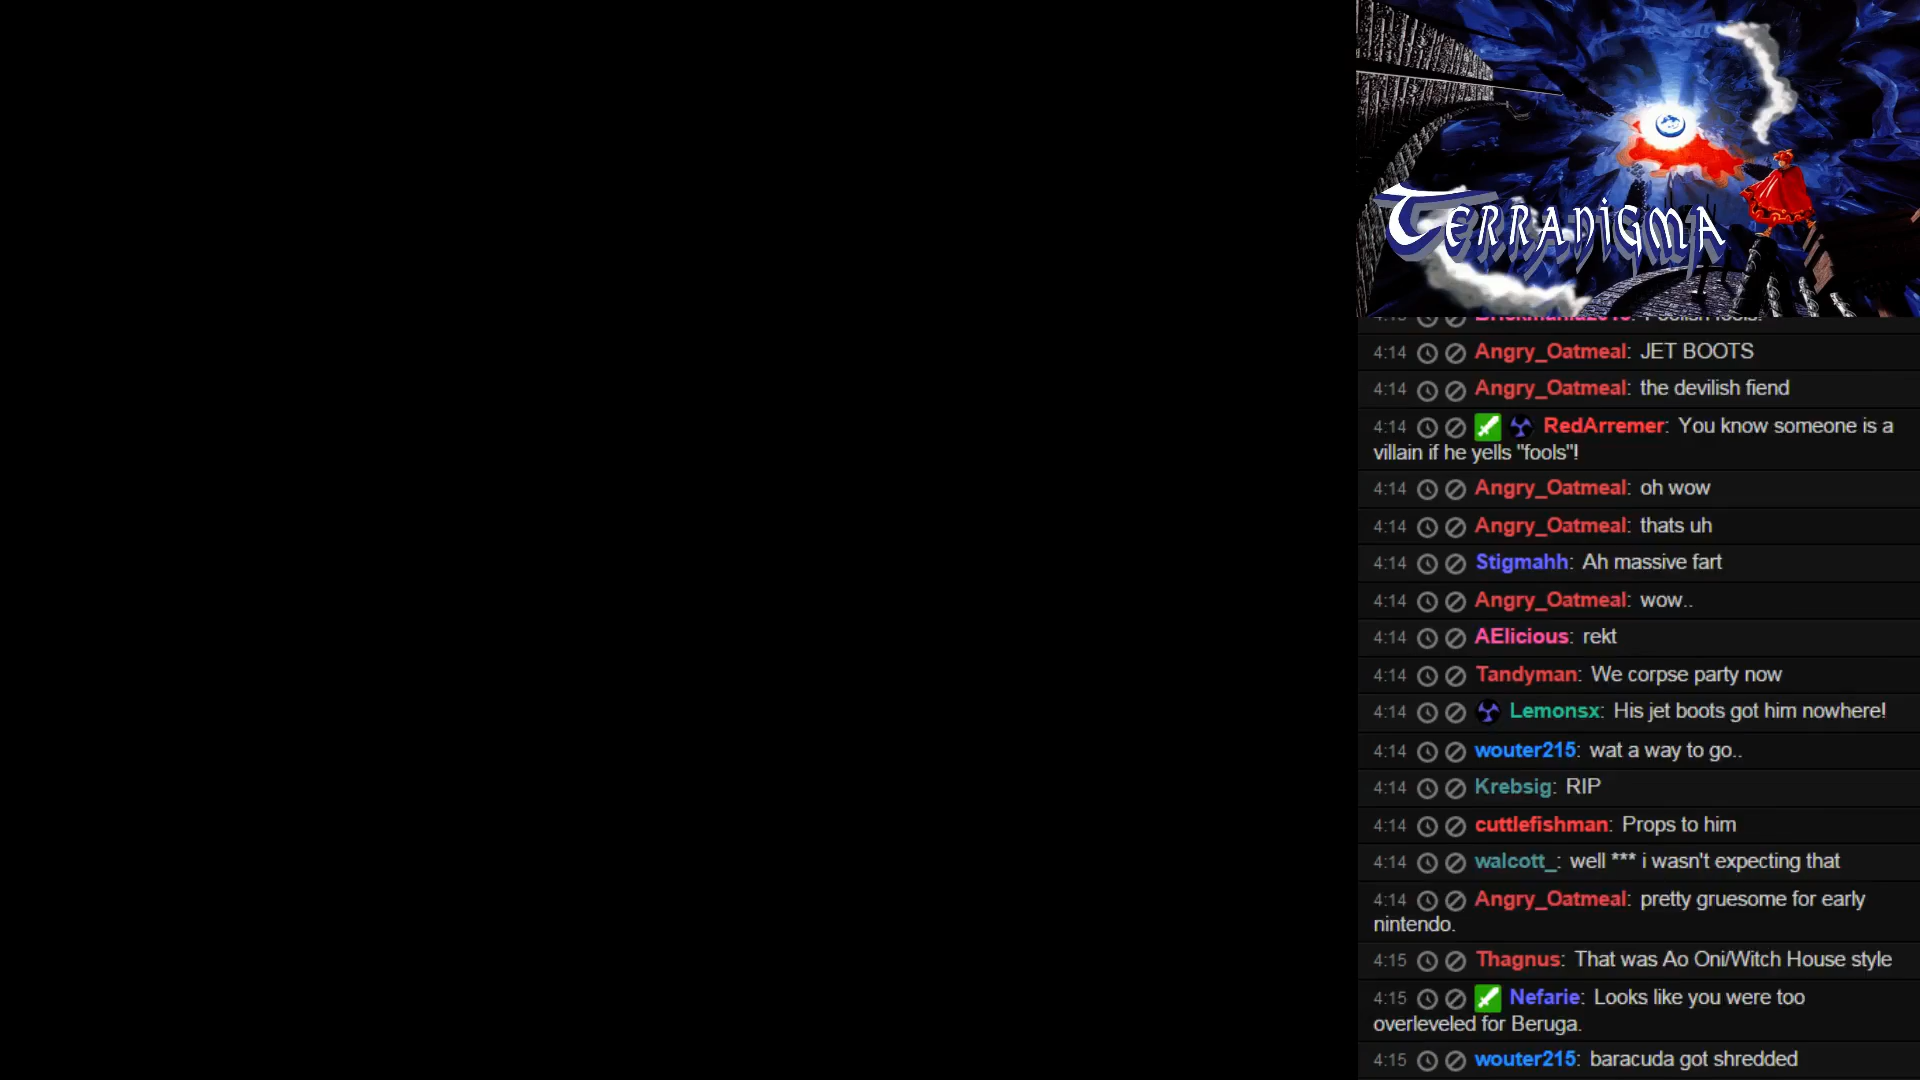 TERRANIGMA
4:14 Angry_Oatmeal: JET BOOTS
4:14 Angry_Oatmeal: the devilish fiend
4:14 RedArremer: You know someone is a
villain if he yells "fools"!
4:14 Angry_Oatmeal: oh wow
4:14 Angry_Oatmeal: thats uh
4:14 Stigmahh: Ah massive fart
4:14 Angry_Oatmeal: wow..
4:14 AElicious: rekt
4:14 Tandyman: We corpse party now
4:14 Lemonsx: His jet boots got him nowhere!
4:14 wouter215: wat a way to go..
4:14 Krebsig: RIP
4:14 cuttlefishman: Props to him
4:14 walcott_: well *** i wasn't expecting that
4:14 Angry_Oatmeal: pretty gruesome for early
nintendo.
4:15 Thagnus: That was Ao Oni/Witch House style
4:15 Nefarie: Looks like you were too
overleveled for Beruga.
4:15 wouter215: baracuda got shredded